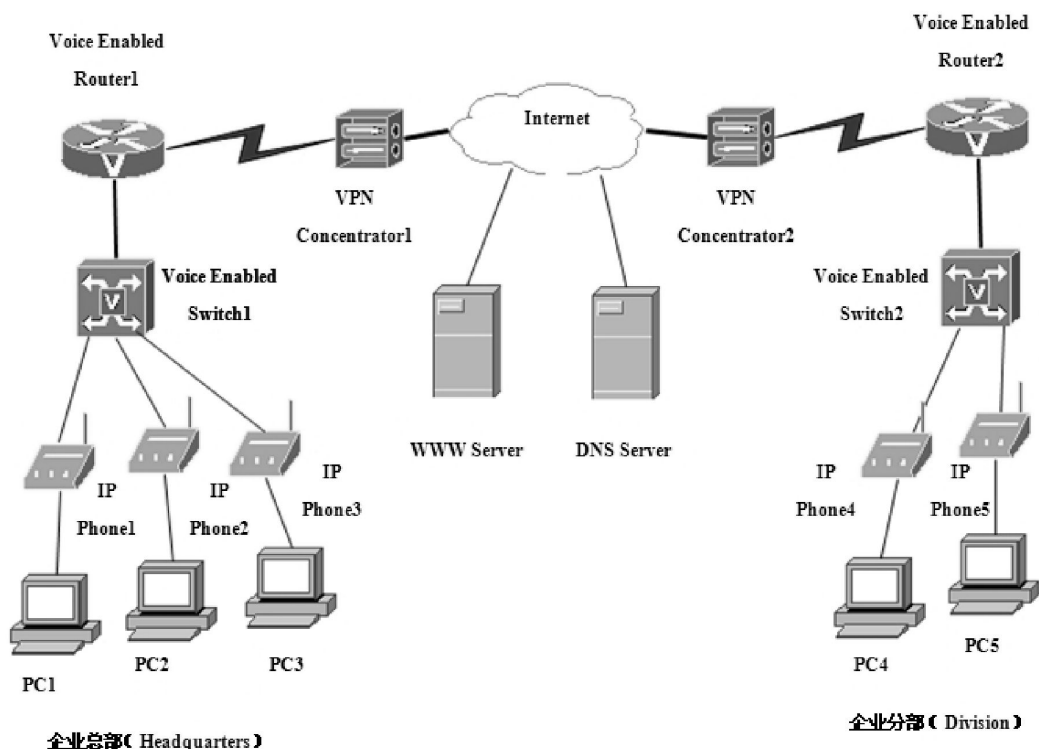 Voice Enabled
Router1
Voice Enabled
Router2
Internet
VPN
Concentrator1
VPN
Concentrator2
Voice Enabled
Switch1
Voice Enabled
Switch2
V
V
V
V
WWW Server
DNS Server
IP
Phone1
IP
Phone2
IP
Phone3
IP
Phone4
IP
Phone5
PC1
PC2
PC3
PC4
PC5
企业总部( Headquarters )
企业分部( Division )